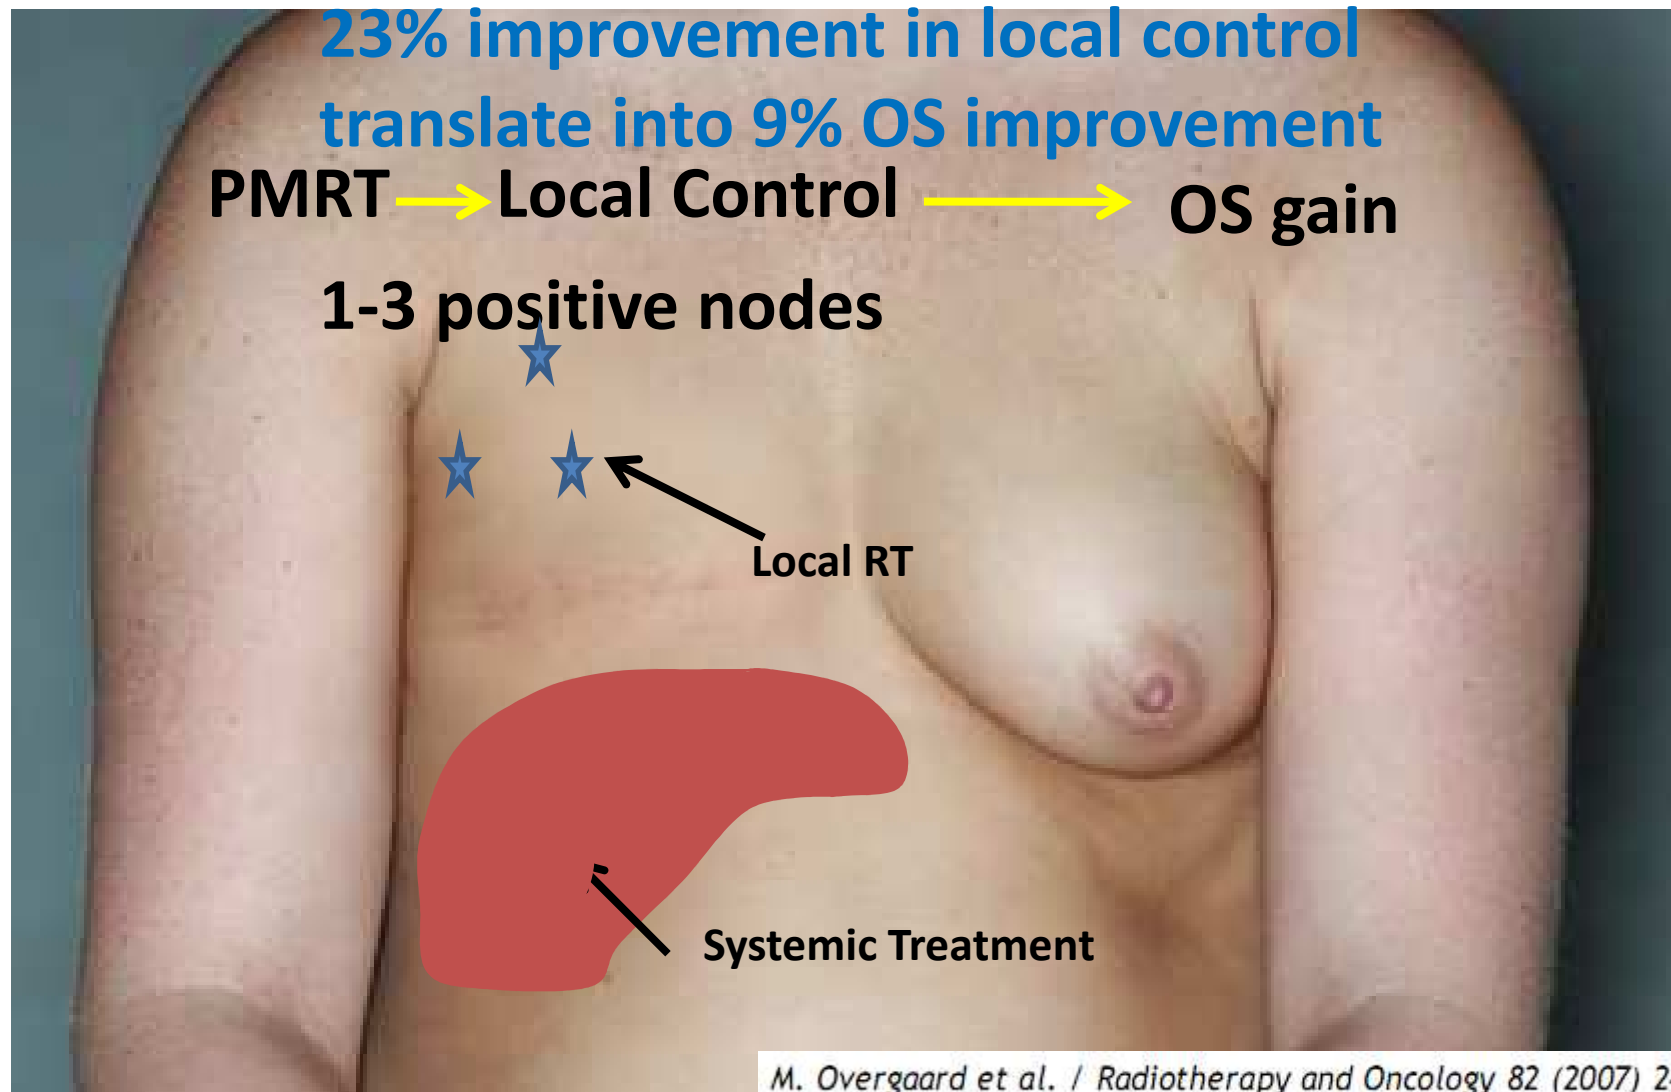 23% improvement in local control
translate into 9% OS improvement
PMRT Local Control OS gain
1-3 positive nodes
Local RT
Systemic Treatment
M. Overgaard et al. / Radiotherapy and Oncology 82 (2007) 2